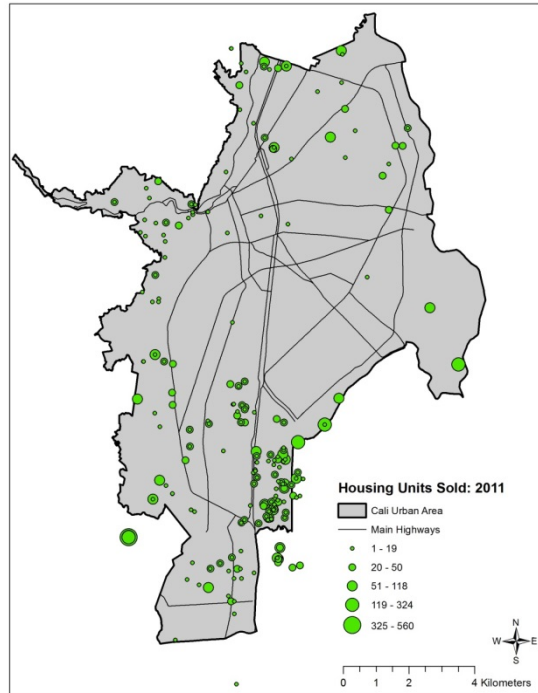 Housing Units Sold: 2011
Cali Urban Area
Main Highways
1 - 19
20 - 50
51 - 118
119 - 324
325 - 560
N
W E
S
0 1 2 4 Kilometers